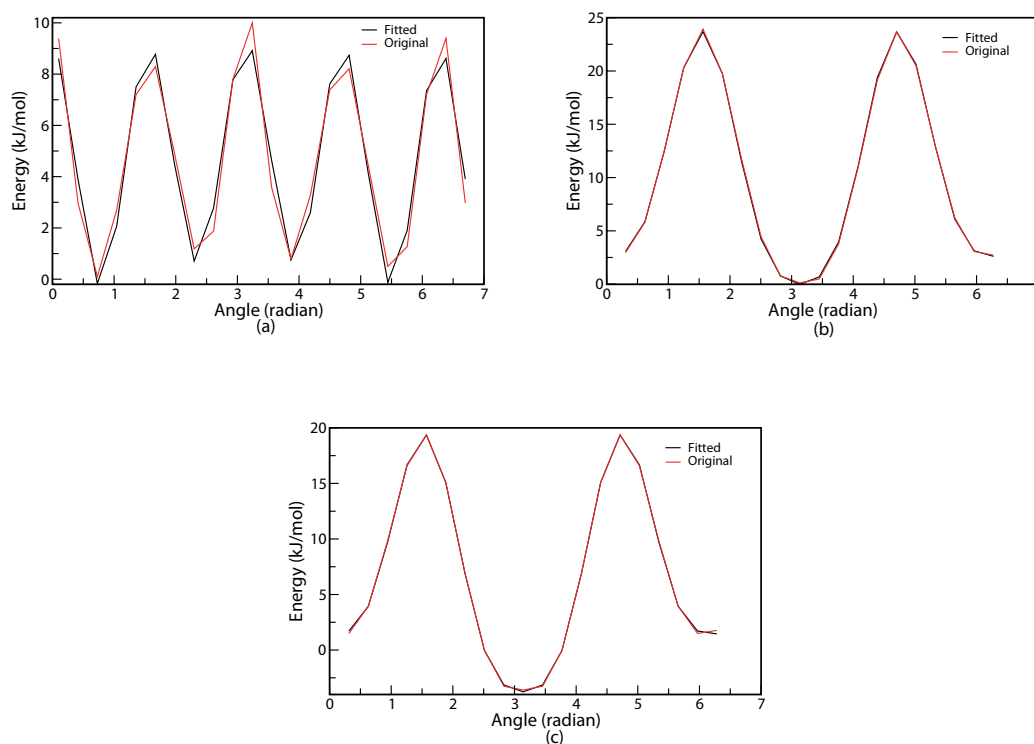 10
8
6
4
2
0
Energy (kJ/mol)
Fitted
Original
0 1 2 3 4 5 6 7
Angle (radian)
(a)
25
20
15
10
5
0
Energy (kJ/mol)
Fitted
Original
0 1 2 3 4 5 6
Angle (radian)
(b)
20
15
10
5
0
Energy (kJ/mol)
Fitted
Original
0 1 2 3 4 5 6 7
Angle (radian)
(c)